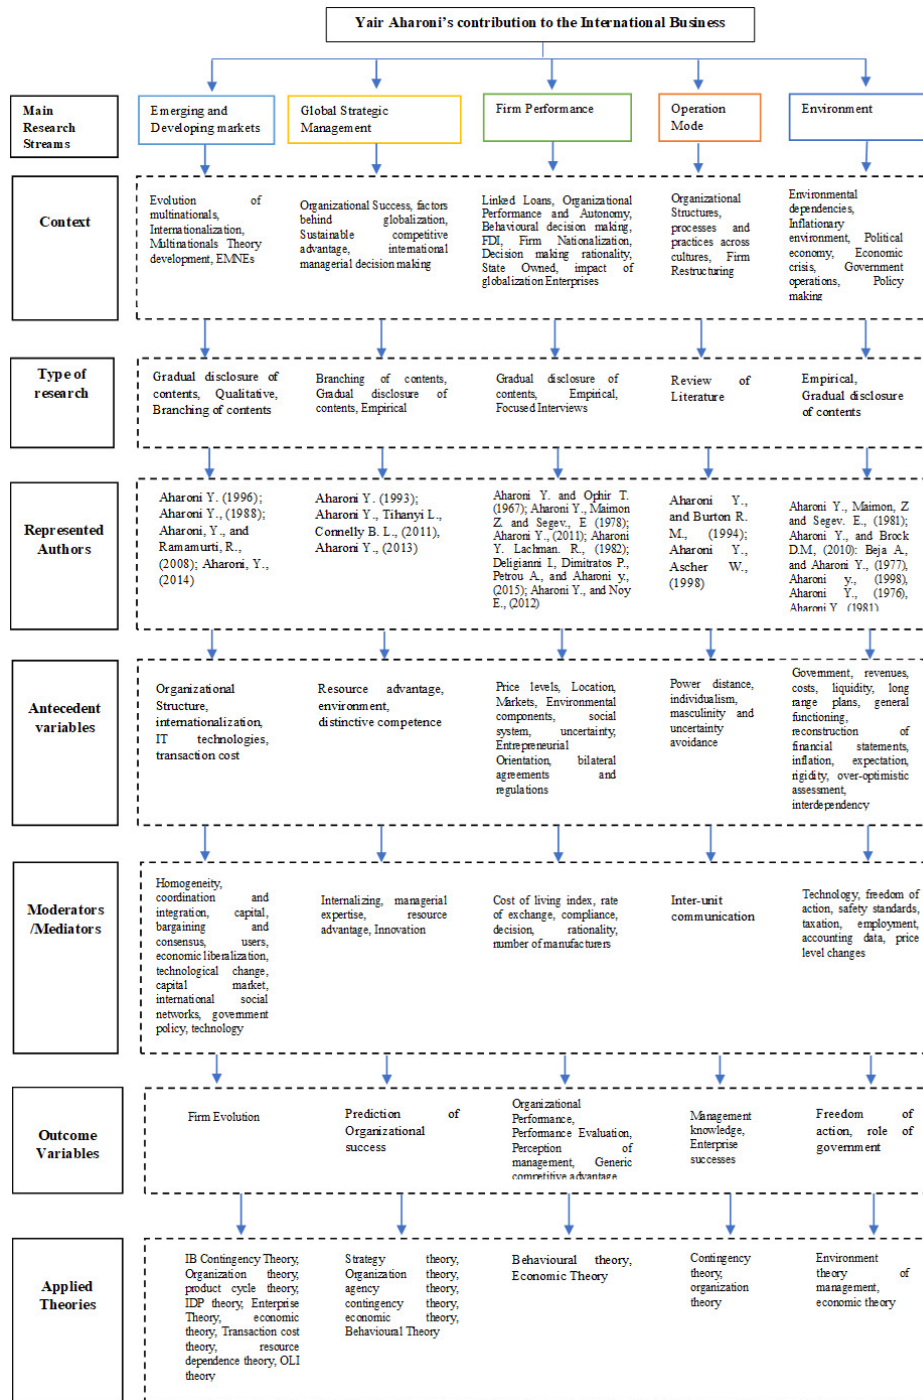 Yair Aharoni's contribution to the International Business
Main
Research
Streams
Emerging and
Developing markets
Global Strategic
Management
Firm Performance
Operation
Mode
Environment
Context
Evolution of
multinationals,
Internationalization,
Multinationals Theory
development, EMNEs
Organizational Success, factors
behind globalization,
Sustainable competitive
advantage, international
managerial decision making
Linked Loans, Organizational
Performance and Autonomy,
Behavioural decision making,
FDI, Firm Nationalization,
Decision making rationality,
State Owned, impact of
globalization Enterprises
Organizational
Structures,
processes and
practices across
cultures, Firm
Restructuring
Environmental
dependencies,
Inflationary
environment, Political
economy, Economic
crisis, Government
operations, Policy
making
Type of
research
Gradual disclosure of
contents, Qualitative,
Branching of contents
Branching of contents,
Gradual disclosure of
contents, Empirical
Gradual disclosure of
contents, Empirical,
Focused Interviews
Review of
Literature
Empirical,
Gradual disclosure
of contents
Represented
Authors
Aharoni Y. (1996);
Aharoni Y., (1988);
Aharoni, Y., and
Ramamurti, R.,
(2008); Aharoni, Y.,
(2014)
Aharoni Y. (1993);
Aharoni Y., Tihanyi L.,
Connelly B. L., (2011),
Aharoni Y., (2013)
Aharoni Y. and Ophir T.
(1967); Aharoni Y., Maimon
Z. and Segev., E (1978);
Aharoni Y., (2011); Aharoni
Y. Lachman. R., (1982);
Deligianni I., Dimitratos P.,
Petrou A., and Aharoni y.,
(2015); Aharoni Y., and Noy
E., (2012)
Aharoni Y.,
and Burton R.
M., (1994);
Aharoni Y.,
Ascher W.,
(1998)
Aharoni Y., Maimon, Z
and Segev. E., (1981);
Aharoni Y., and
Brock D.M., (2010): Beja A.,
and Aharoni Y., (1977),
Aharoni y., (1998),
Aharoni Y., (1976),
Aharoni Y., (1981)
Antecedent
variables
Organizational
Structure,
internationalization,
IT technologies,
transaction cost
Resource advantage,
environment,
distinctive competence
Price levels, Location,
Markets, Environmental
components, social
system, uncertainty,
Entrepreneurial
Orientation, bilateral
agreements and
regulations
Power distance,
individualism,
masculinity and
uncertainty
avoidance
Government, revenues,
costs, liquidity, long
range plans, general
functioning,
reconstruction of
financial statements,
inflation, expectation,
rigidity, over-optimistic
assessment,
interdependency
Moderators
/Mediators
Homogeneity,
coordination and
integration, capital,
bargaining and
consensus, users,
economic liberalization,
technological change,
capital market,
international social
networks, government
policy, technology
Internalizing, managerial
expertise, resource
advantage, Innovation
Cost of living index, rate
of exchange, compliance,
decision, rationality,
number of manufacturers
Inter-unit
communication
Technology, freedom of
action, safety standards,
taxation, employment,
accounting data, price
level changes
Outcome
Variables
Firm Evolution
Prediction of
Organizational
success
Organizational
Performance,
Performance Evaluation,
Perception of
management, Generic
competitive advantage
Management
knowledge,
Enterprise
successes
Freedom of
action, role of
government
Applied
Theories
IB Contingency Theory,
Organization theory,
product cycle theory,
IDP theory, Enterprise
Theory, economic
theory, Transaction cost
theory, resource
dependence theory, OLI
theory
Strategy theory,
Organization theory,
agency theory,
contingency theory,
economic theory,
Behavioural Theory
Behavioural theory,
Economic Theory
Contingency
theory,
organization
theory
Environment
theory of
management,
economic theory